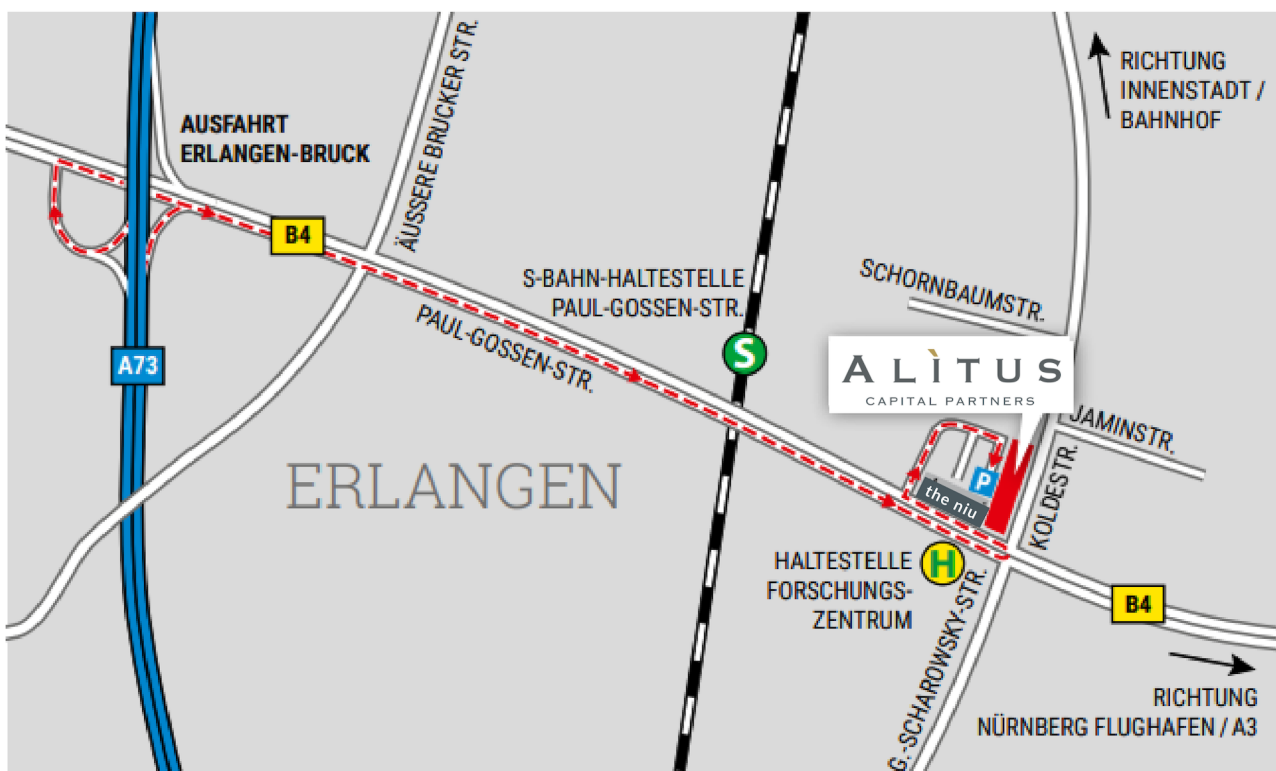 AUSFAHRT
ERLANGEN-BRUCK
ÄUSSERE BRUCKER STR.
RICHTUNG
INNENSTADT /
BAHNHOF
B4
S-BAHN-HALTESTELLE
PAUL-GOSSEN-STR.
S
SCHORNBAUMSTR.
A73
PAUL-GOSSEN-STR.
ALÌTUS
CAPITAL PARTNERS
JAMINSTR.
ERLANGEN
P
the niu
KOLDESTR.
H
HALTESTELLE
FORSCHUNGS-
ZENTRUM
G.-SCHAROWSKY-STR.
B4
RICHTUNG
NÜRNBERG FLUGHAFEN / A3